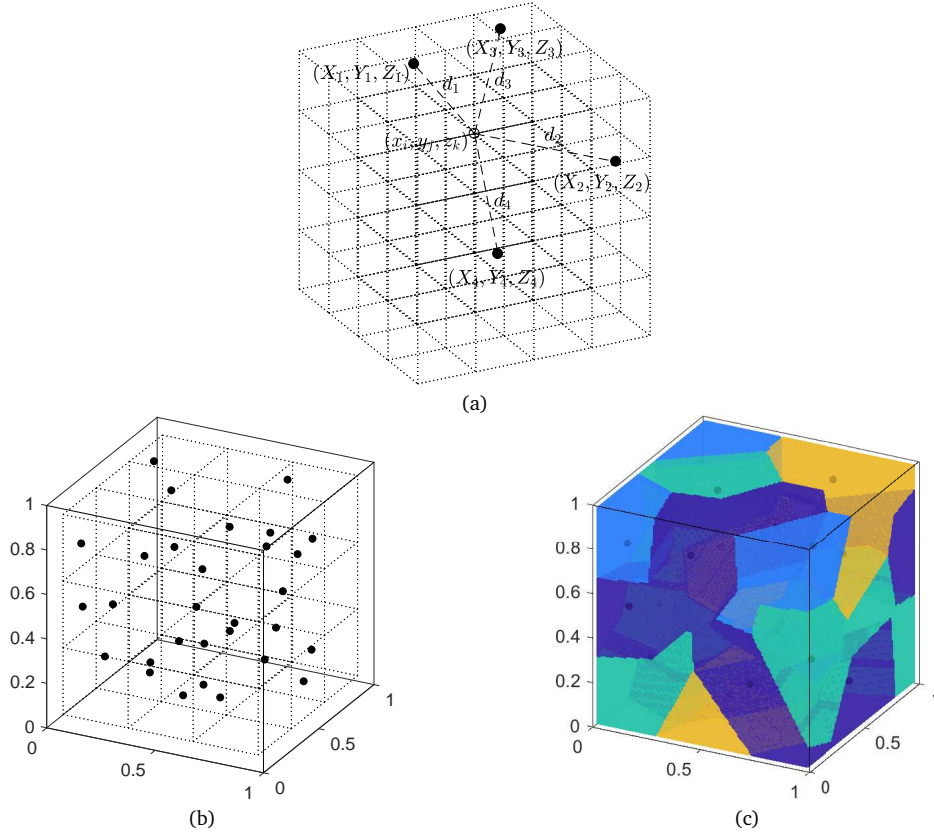 (X₃, Y₃, Z₃)
(X₁, Y₁, Z₁)
d₁
d₃
(xᵢ, yⱼ, zₖ)
d₂
(X₂, Y₂, Z₂)
d₄
(X₄, Y₄, Z₄)
(a)
1
0.8
0.6
0.4
0.2
0
0
0.5
1
0
0.5
1
(b)
1
0.8
0.6
0.4
0.2
0
0
0.5
1
0
0.5
(c)